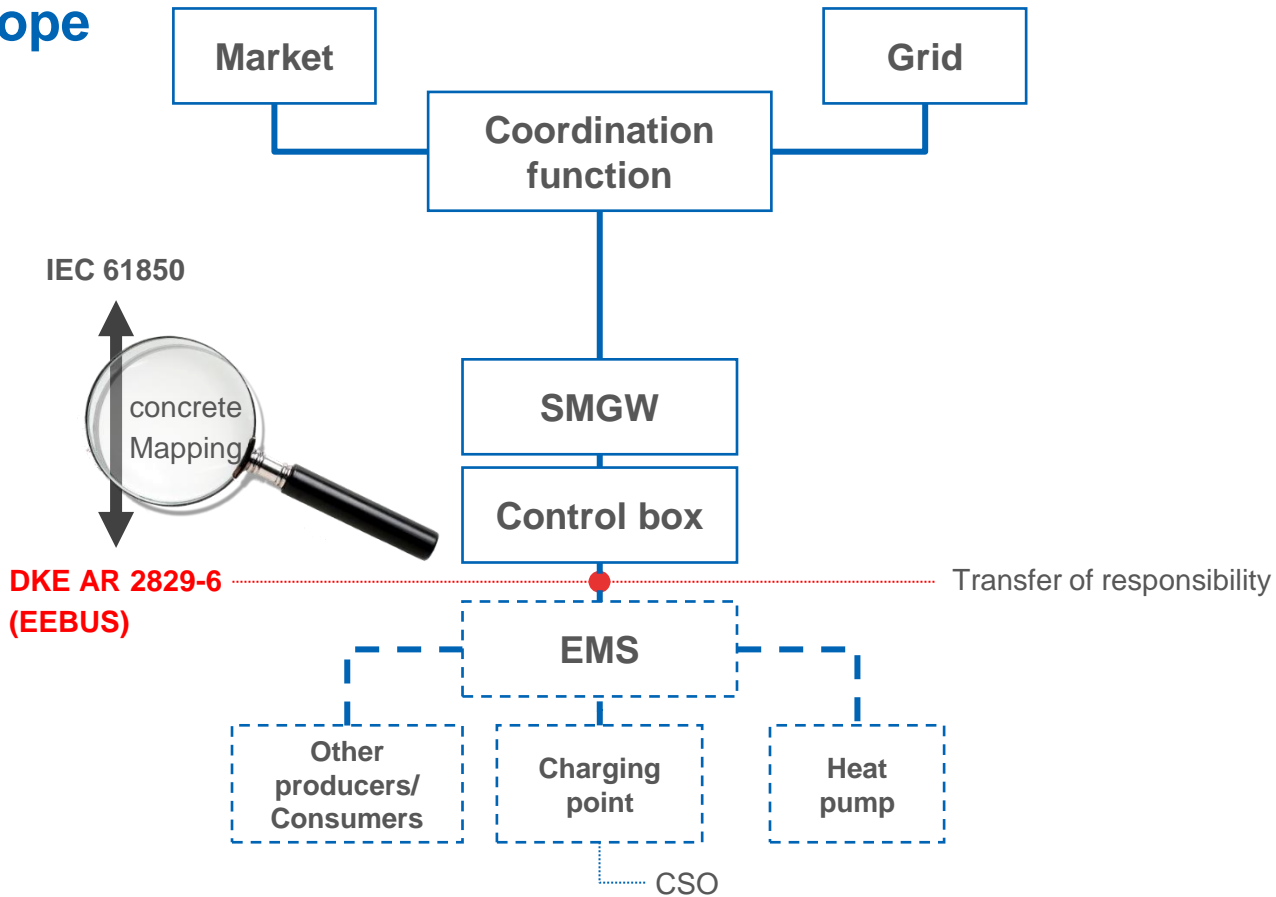 ope
Market
Grid
Coordination
function
IEC 61850
concrete
Mapping
SMGW
Control box
DKE AR 2829-6
(EEBUS)
Transfer of responsibility
EMS
Other
producers/
Consumers
Charging
point
Heat
pump
CSO